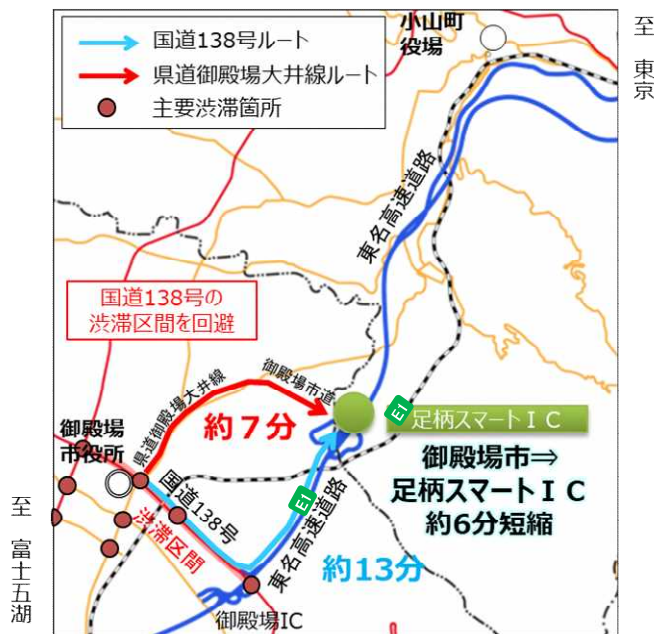 国道138号ルート
県道御殿場大井線ルート
主要渋滞箇所
小山町
役場
至 東京
東名高速道路
国道138号の
渋滞区間を回避
県道御殿場大井線
御殿場市道
約7分
E1
足柄スマートＩＣ
御殿場
市役所
御殿場市⇒
足柄スマートＩＣ
約6分短縮
国道138号
渋滞区間
E1
東名高速道路
約13分
至 富士五湖
御殿場IC